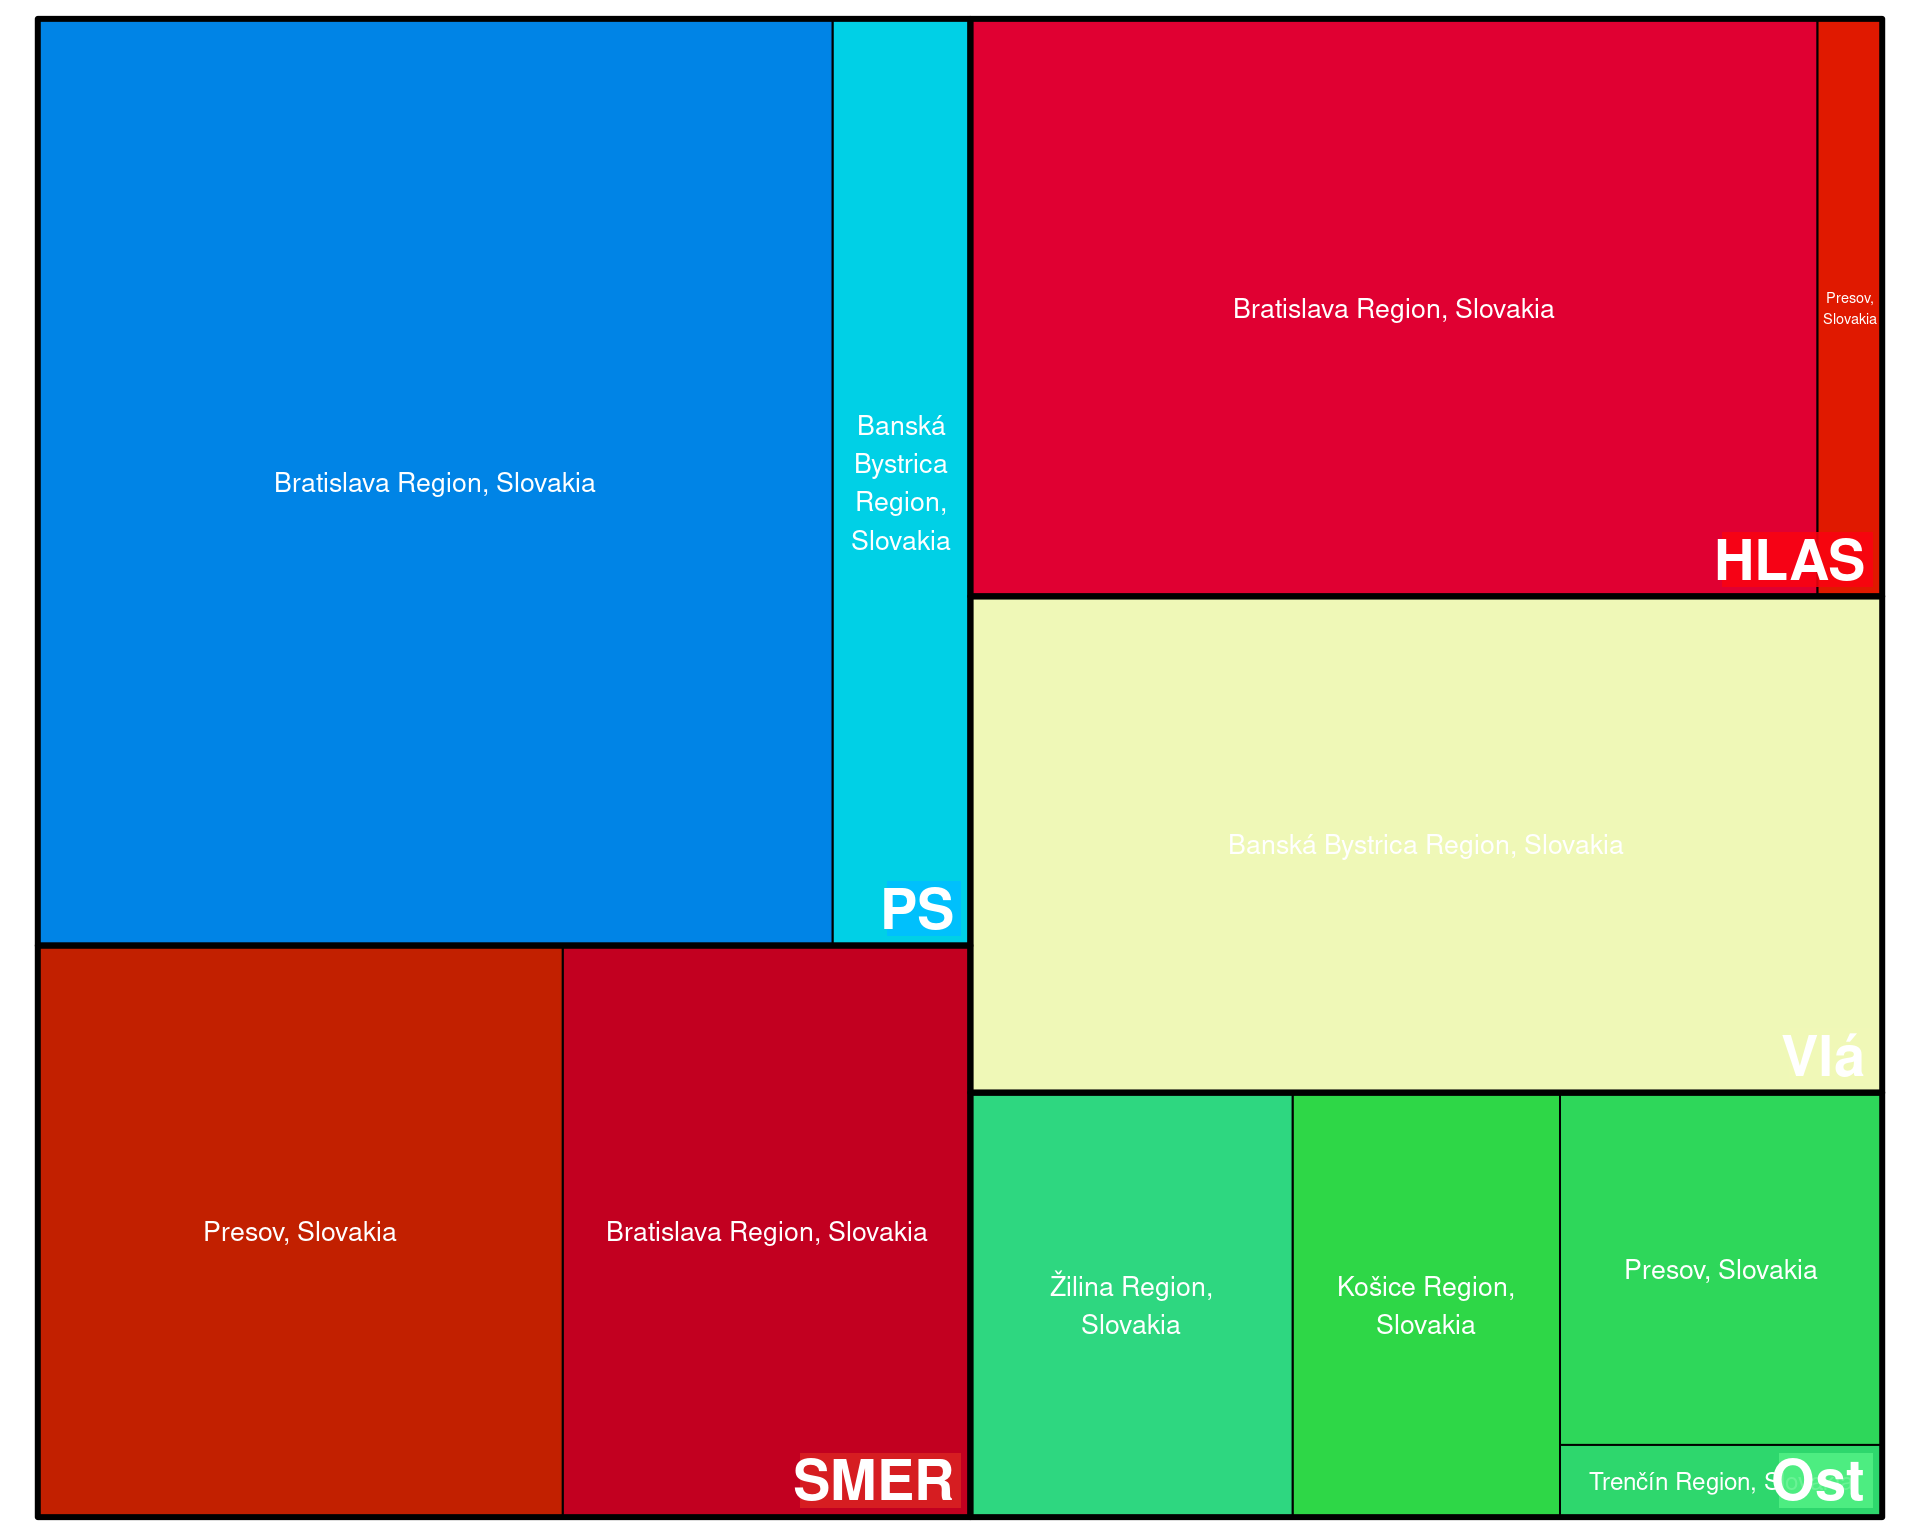 Bratislava Region, Slovakia
Banská
Bystrica
Region,
Slovakia
PS
Bratislava Region, Slovakia
Presov,
Slovakia
HLAS
Banská Bystrica Region, Slovakia
Vlá
Presov, Slovakia
Bratislava Region, Slovakia
SMER
Žilina Region,
Slovakia
Košice Region,
Slovakia
Presov, Slovakia
Trenčín Region,
Ost